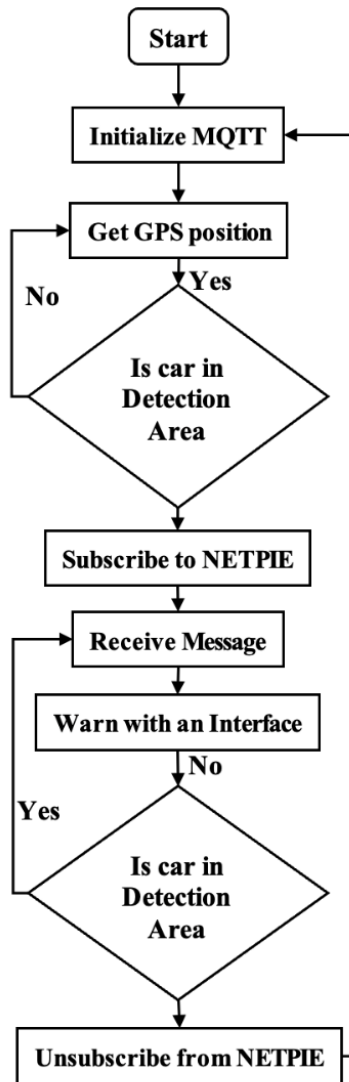 Start
Initialize MQTT
Get GPS position
Yes
No
Is car in
Detection
Area
Subscribe to NETPIE
Receive Message
Warn with an Interface
No
Yes
Is car in
Detection
Area
Unsubscribe from NETPIE